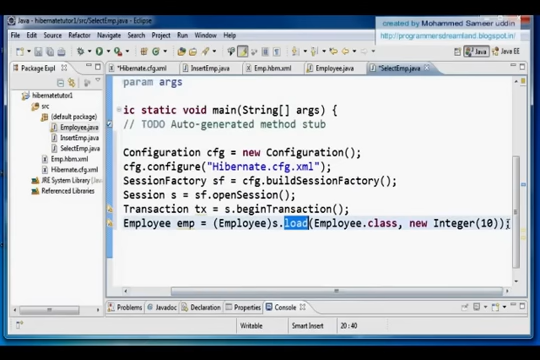 Java - hibernatetutor1/src/SelectEmp.java - Eclipse
created by Mohammed Sameer uddin
http://programmersdreamland.blogspot.in/
File Edit Source Refactor Navigate Search Project Run Window Help
Java
Java EE
Package Expl
*Hibernate.cfg.xml InsertEmp.java Emp.hbm.xml Employee.java *SelectEmp.java
hibernatetutor1
src
(default package)
Employee.java
InsertEmp.java
SelectEmp.java
Emp.hbm.xml
Hibernate.cfg.xml
JRE System Library [Java
Referenced Libraries
param args
ic static void main(String[] args) {
// TODO Auto-generated method stub
Configuration cfg = new Configuration();
cfg.configure("Hibernate.cfg.xml");
SessionFactory sf = cfg.buildSessionFactory();
Session s = sf.openSession();
Transaction tx = s.beginTransaction();
Employee emp = (Employee)s.load(Employee.class, new Integer(10));
Problems Javadoc Declaration Properties Console
Writable Smart Insert 20 : 40